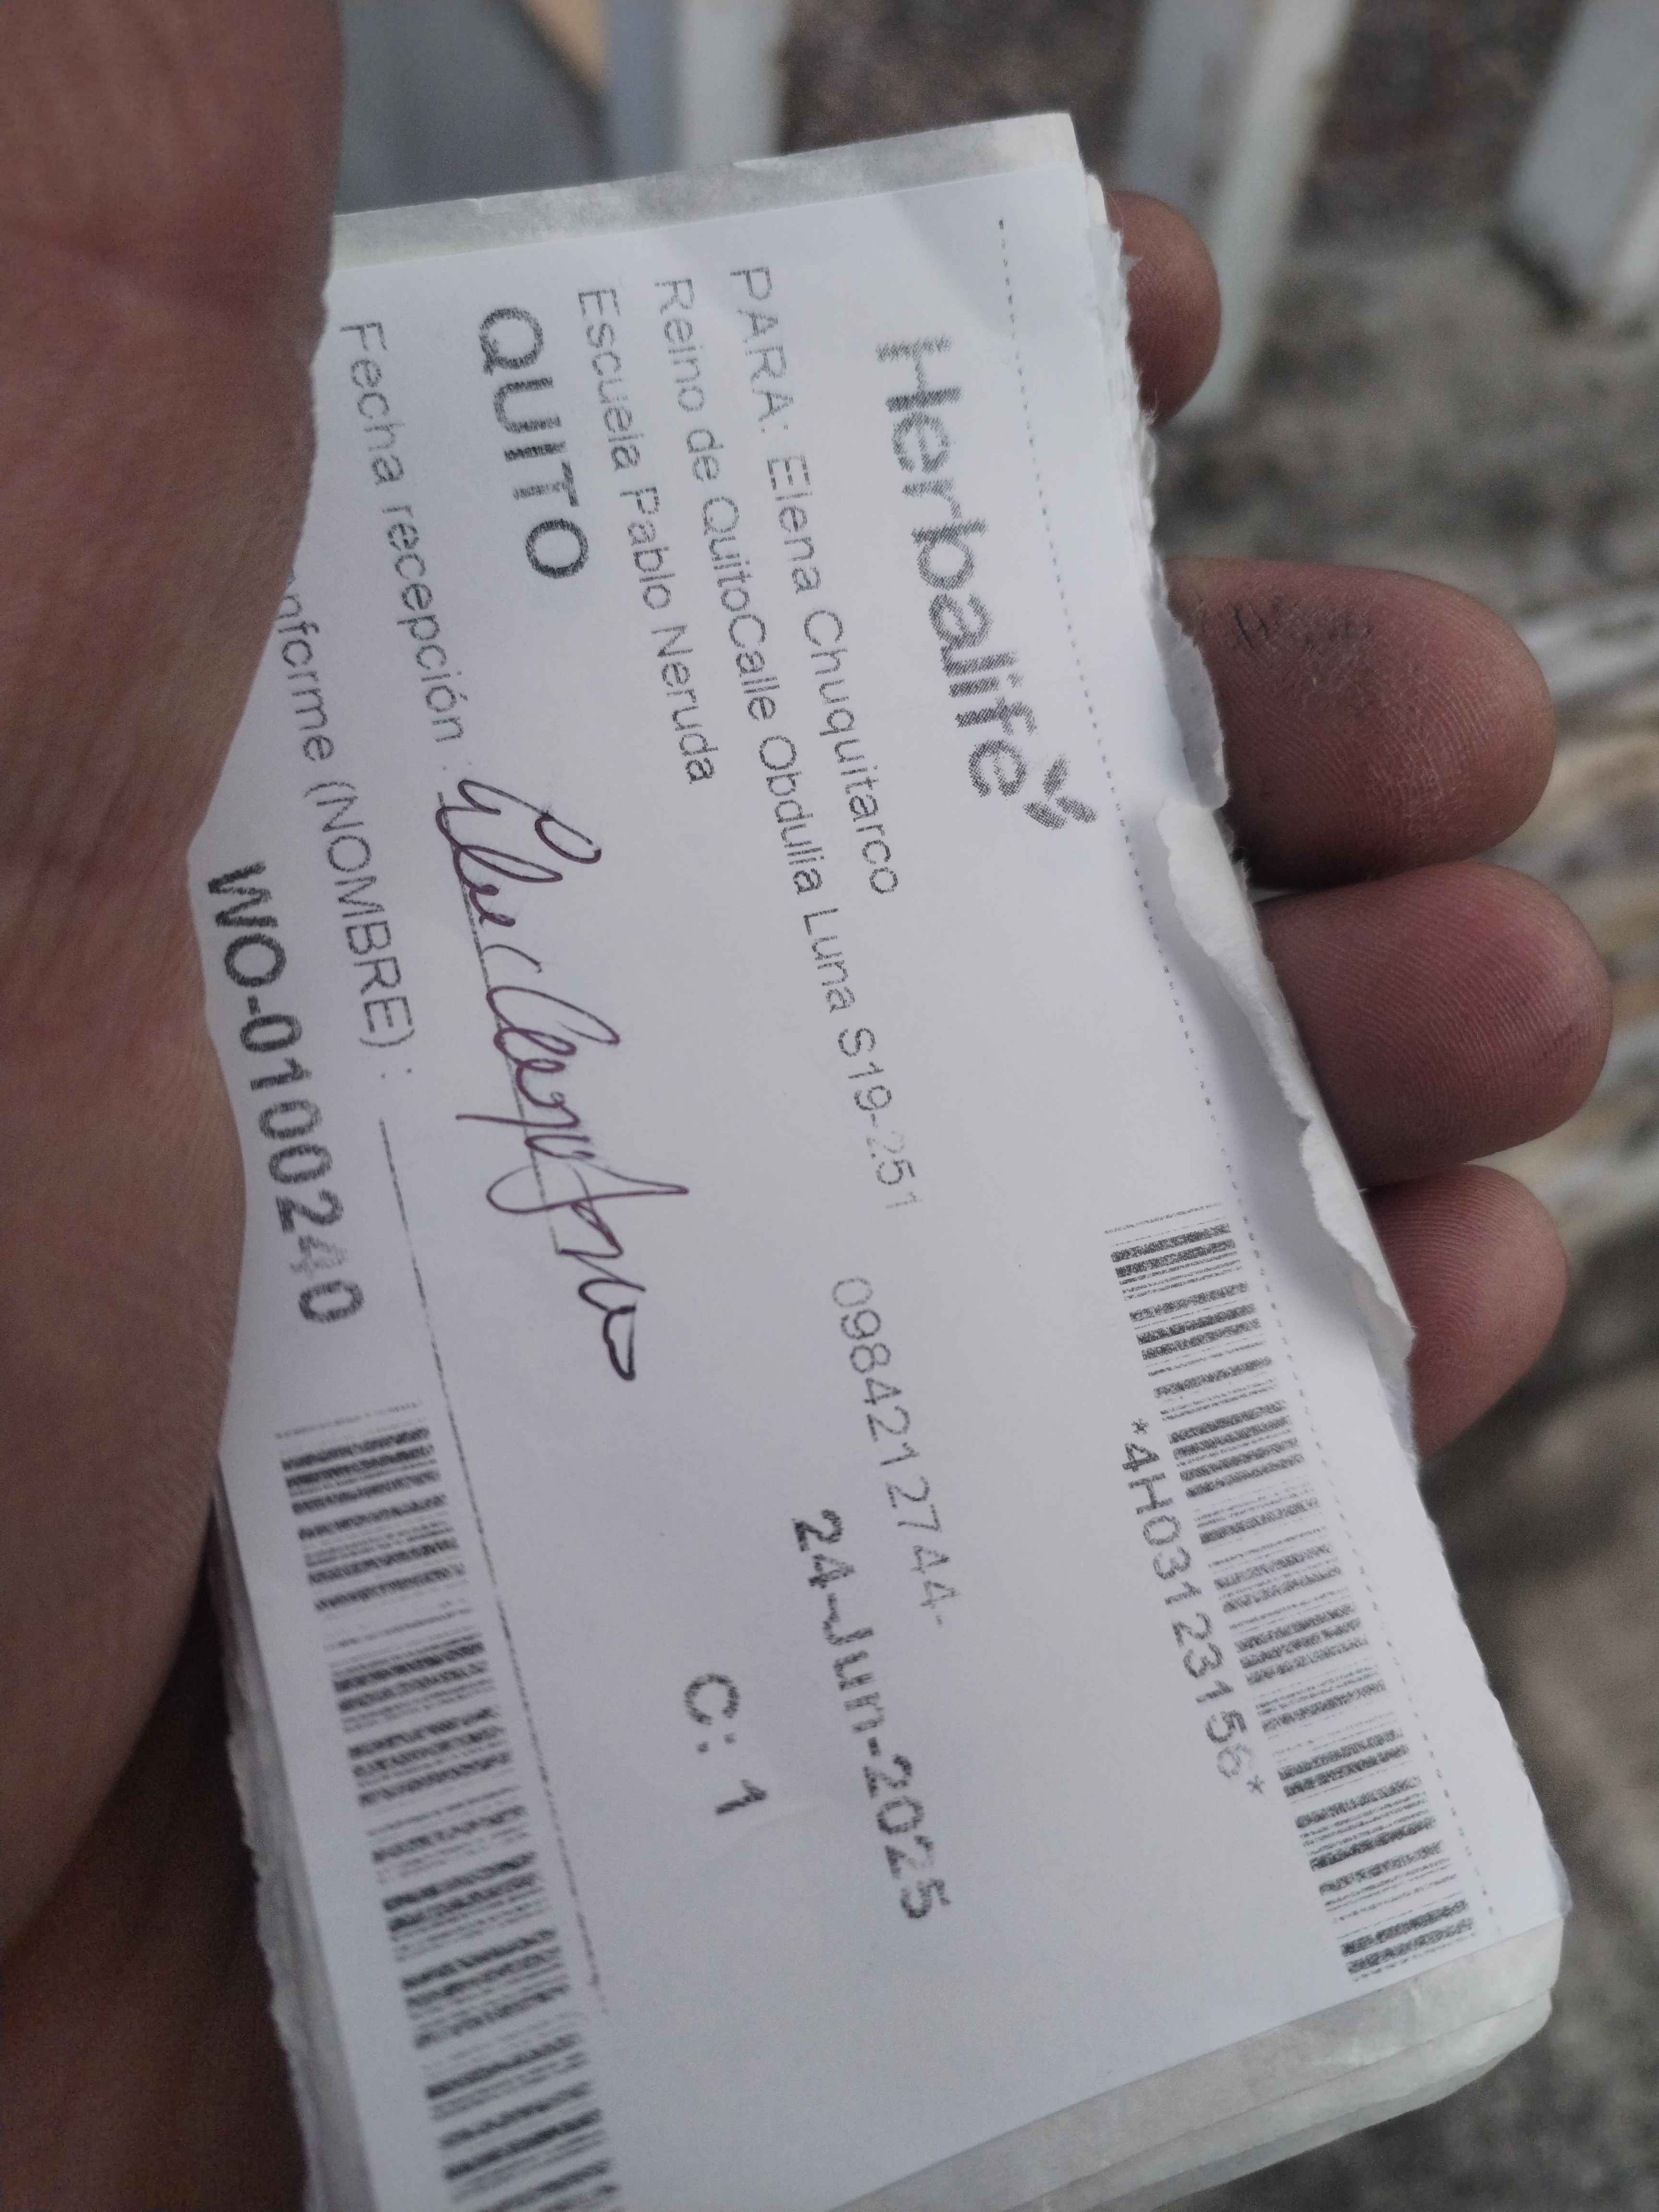 *4H03123156*
Herbalife
PARA: Elena Chuquitarco
0984212744-
Reino de QuitoCalle Obdulia Luna S19-251
24-Jun-2025
Escuela Pablo Neruda
C: 1
QUITO
Fecha recepción :
nforme (NOMBRE) :
WO-0100240